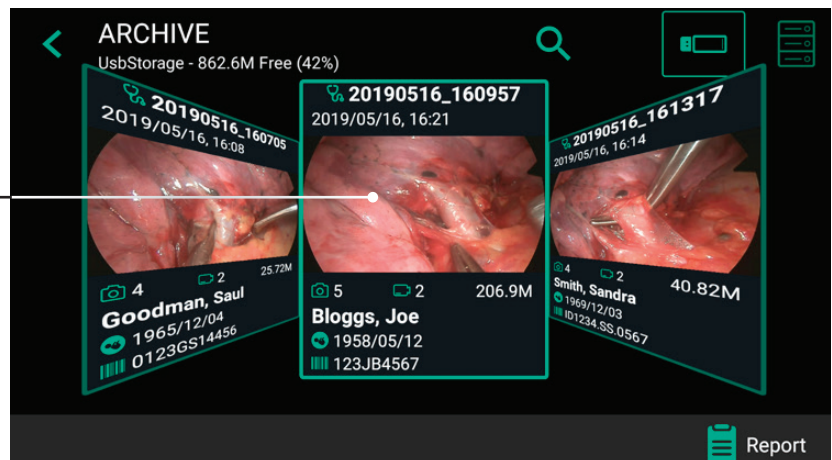 ARCHIVE
UsbStorage - 862.6M Free (42%)
20190516_160705
2019/05/16, 16:08
4 2 25.72M
Goodman, Saul
1965/12/04
0123GS14456
20190516_160957
2019/05/16, 16:21
5 2 206.9M
Bloggs, Joe
1958/05/12
123JB4567
20190516_161317
2019/05/16, 16:14
4 2 40.82M
Smith, Sandra
1969/12/03
ID1234.SS.0567
Report